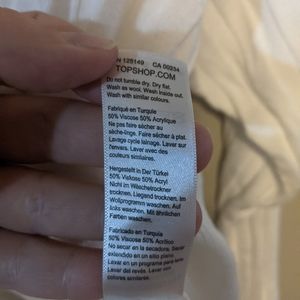 N 128149 CA 00234
TOPSHOP.COM
Do not tumble dry. Dry flat.
Wash as wool. Wash inside out.
Wash with similar colours.
Fabriqué en Turquie
50% Viscose 50% Acrylique
Ne pas faire sécher au
sèche-linge. Faire sécher à plat.
Lavage cycle lainage. Laver sur
l'envers. Laver avec des
couleurs similaires.
Hergestellt in Der Türkei
50% Viskose 50% Acryl
Nicht im Wäschetrockner
trocknen. Liegend trocknen. Im
Wollprogramm waschen. Auf
links waschen. Mit ähnlichen
Farben waschen.
Fabricado en Turquía
50% Viscosa 50% Acrílico
No secar en la secadora. Secar
extendido en un sitio plano.
Lavar en un programa para lana.
Lavar del revés. Lavar con